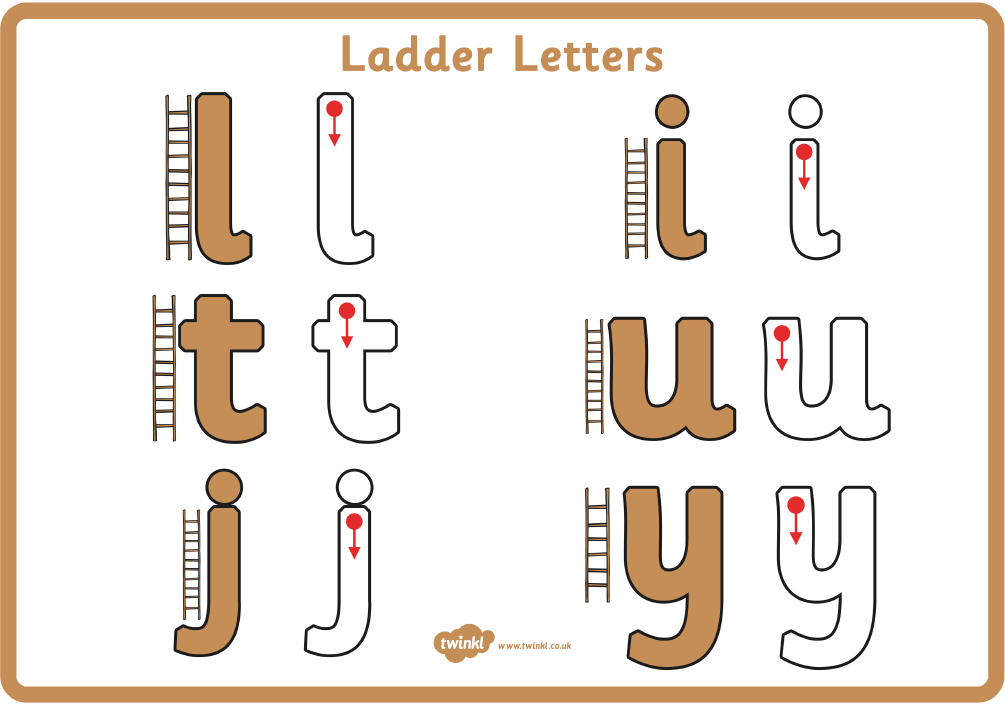 Ladder Letters
l l i i
t t u u
j j y y
twinkl www.twinkl.co.uk